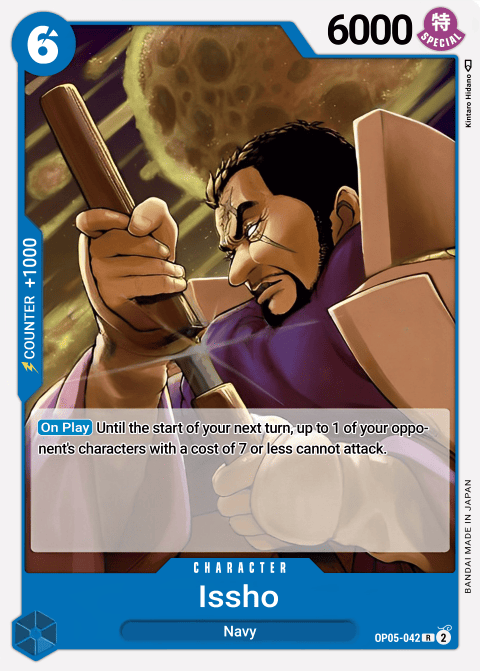 6
6000
特
SPECIAL
Kintaro Hidano
COUNTER +1000
On Play Until the start of your next turn, up to 1 of your oppo-
nent's characters with a cost of 7 or less cannot attack.
BANDAI MADE IN JAPAN
CHARACTER
Issho
Navy
OP05-042 R 2